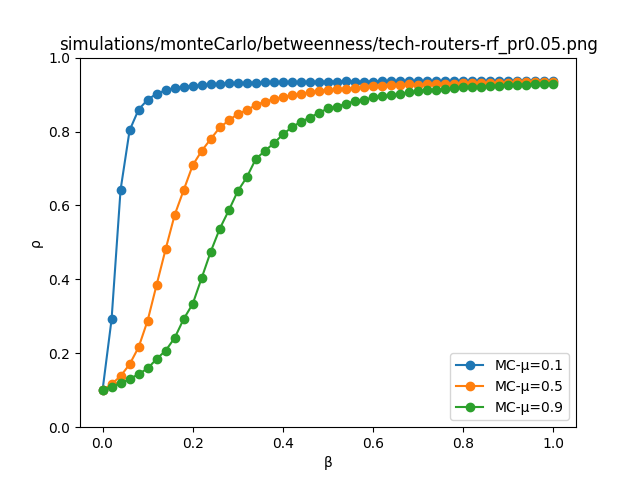 simulations/monteCarlo/betweenness/tech-routers-rf_pr0.05.png
1.0
0.8
0.6
0.4
0.2
0.0
ρ
0.0 0.2 0.4 0.6 0.8 1.0
β
MC-μ=0.1
MC-μ=0.5
MC-μ=0.9